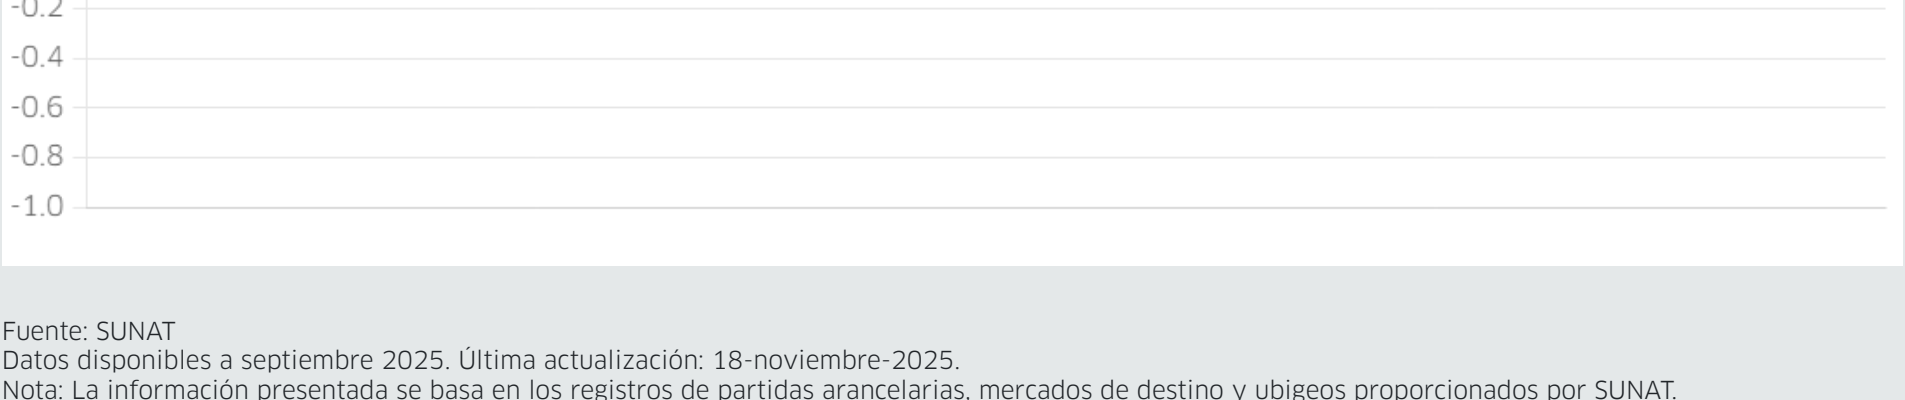 -0.2
-0.4
-0.6
-0.8
-1.0
Fuente: SUNAT
Datos disponibles a septiembre 2025. Última actualización: 18-noviembre-2025.
Nota: La información presentada se basa en los registros de partidas arancelarias, mercados de destino y ubigeos proporcionados por SUNAT.